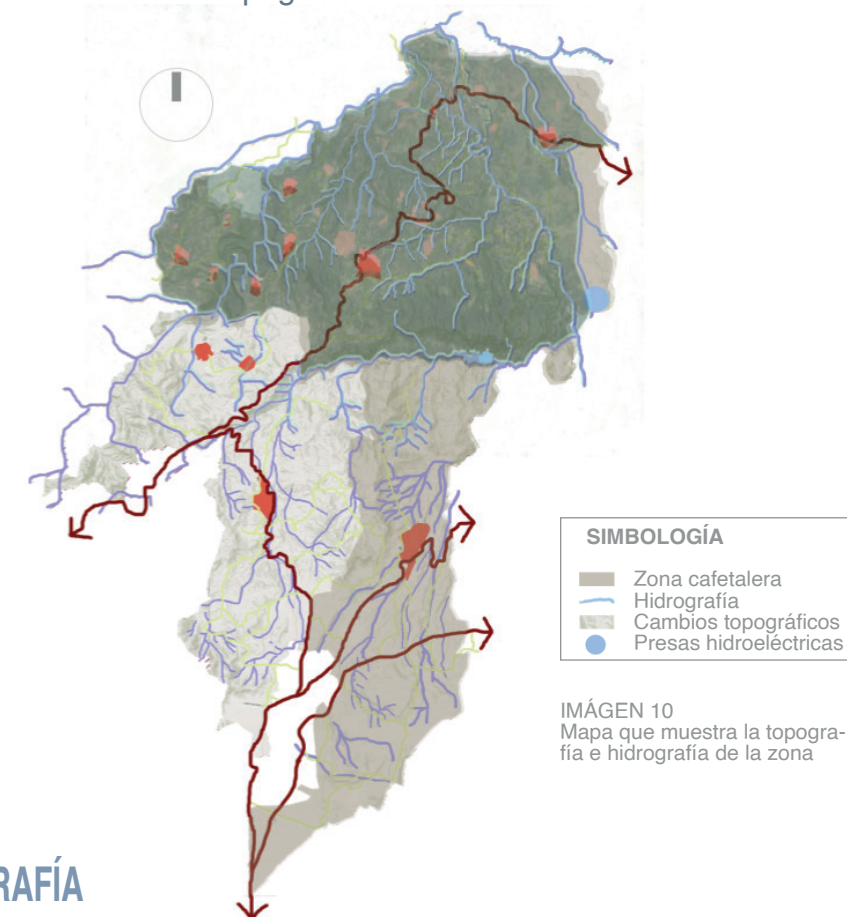 SIMBOLOGÍA
Zona cafetalera
Hidrografía
Cambios topográficos
Presas hidroeléctricas
IMÁGEN 10
Mapa que muestra la topogra-
fía e hidrografía de la zona
RAFÍA